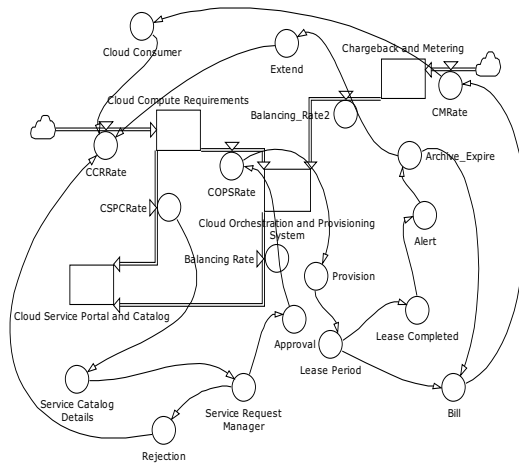 Cloud Consumer
Chargeback and Metering
Extend
Cloud Compute Requirements
Balancing_Rate2
CMRate
CCRRate
Archive_Expire
COPSRate
CSPCRate
Cloud Orchestration and Provisioning
System
Alert
Balancing Rate
Provision
Cloud Service Portal and Catalog
Approval
Lease Completed
Lease Period
Service Catalog
Details
Service Request
Manager
Bill
Rejection